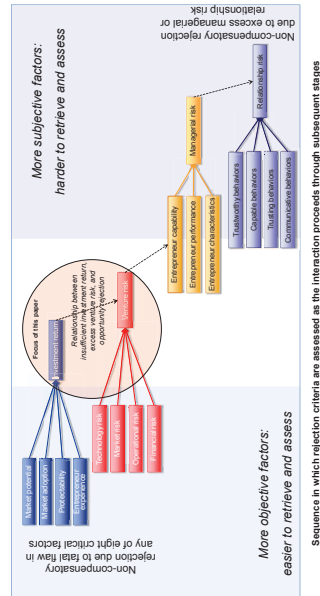 Non-compensatory
rejection due to fatal flaw in
any of eight critical factors
Market potential
Market adoption
Protectability
Entrepreneur
experience
Technology risk
Market risk
Operational risk
Financial risk
More objective factors:
easier to retrieve and assess
Focus of this paper
Investment return
Relationship between
insufficient investment return,
excess venture risk, and
opportunity rejection
Venture risk
More subjective factors:
harder to retrieve and assess
Entrepreneur capability
Entrepreneur performance
Entrepreneur characteristics
Managerial risk
Trustworthy behaviors
Capable behaviors
Trusting behaviors
Communicative behaviors
Relationship risk
Non-compensatory rejection
due to excess managerial or
relationship risk
Sequence in which rejection criteria are assessed as the interaction proceeds through subsequent stages